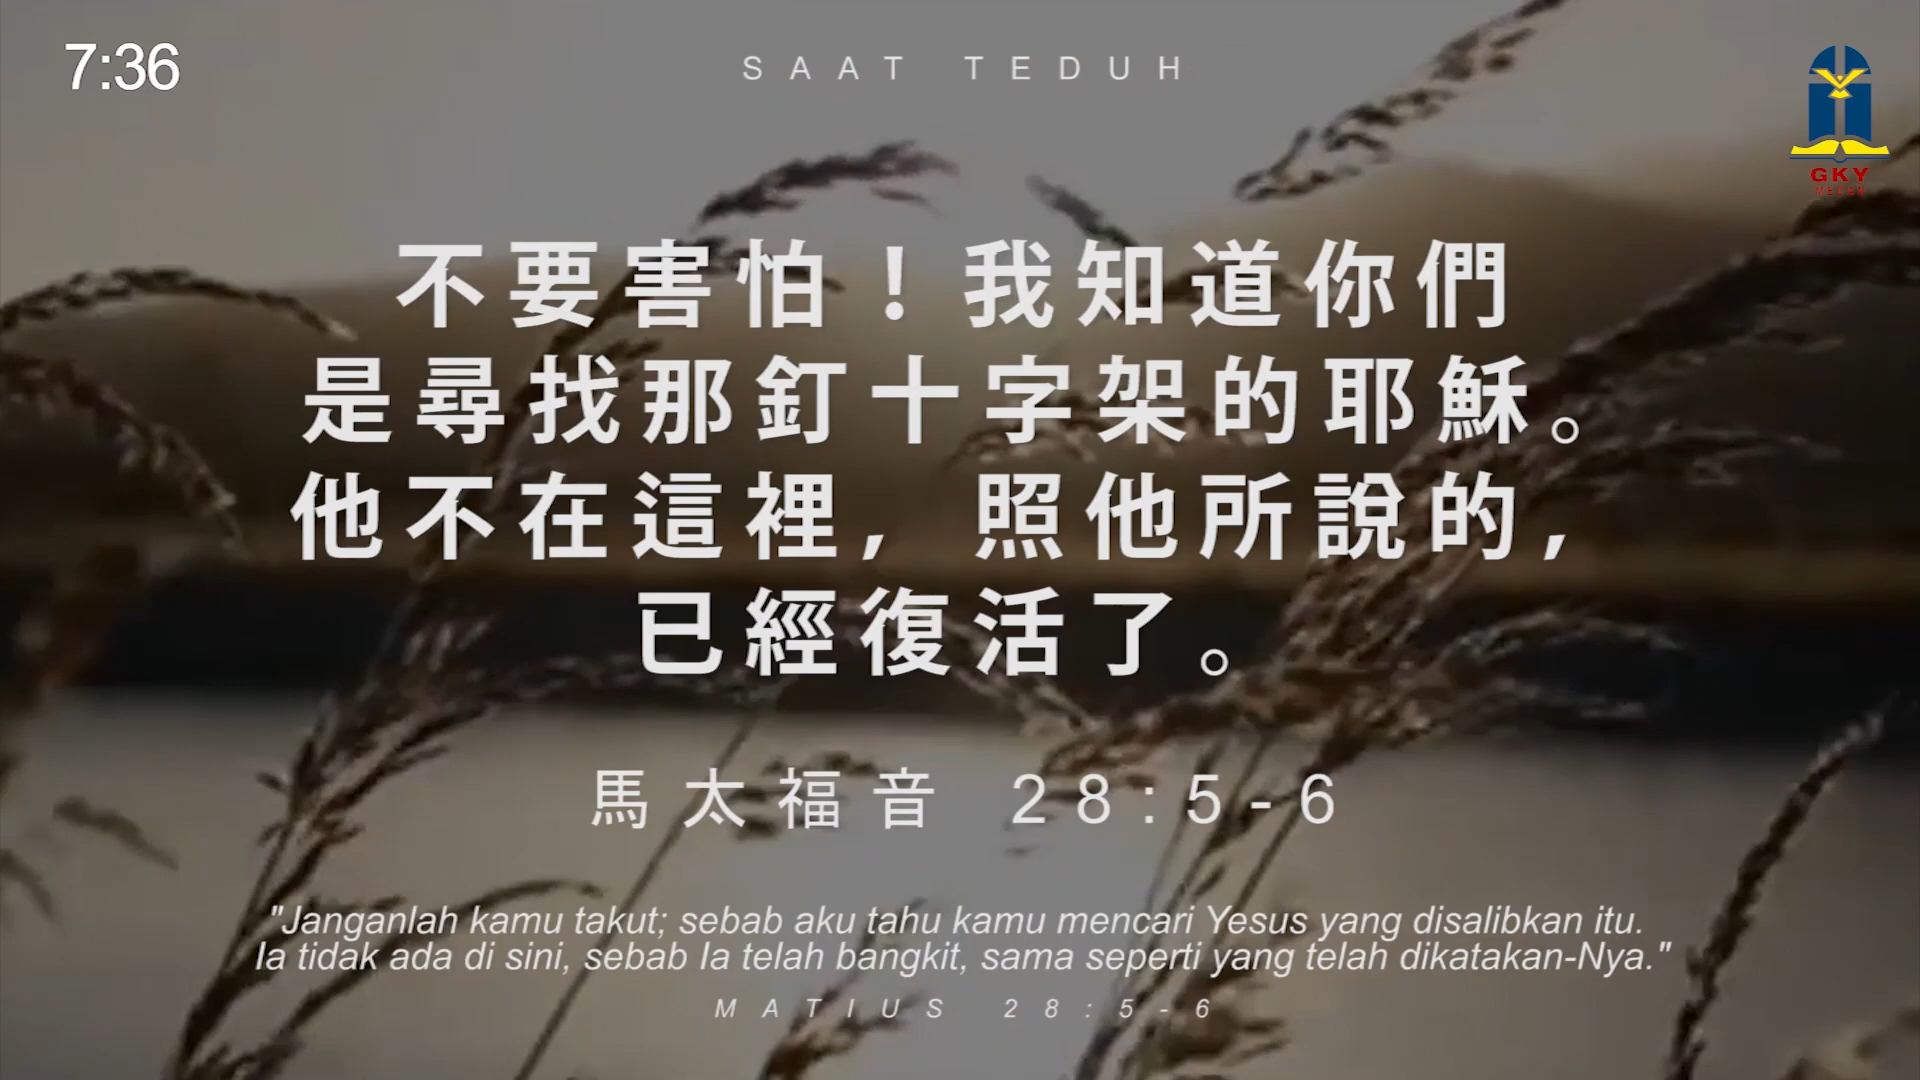 7:36
SAAT TEDUH
GKY
MEDAN
不要害怕！我知道你們
是尋找那釘十字架的耶穌。
他不在這裡, 照他所說的,
已經復活了。
馬太福音 28:5-6
"Janganlah kamu takut; sebab aku tahu kamu mencari Yesus yang disalibkan itu.
Ia tidak ada di sini, sebab Ia telah bangkit, sama seperti yang telah dikatakan-Nya."
MATIUS 28:5-6